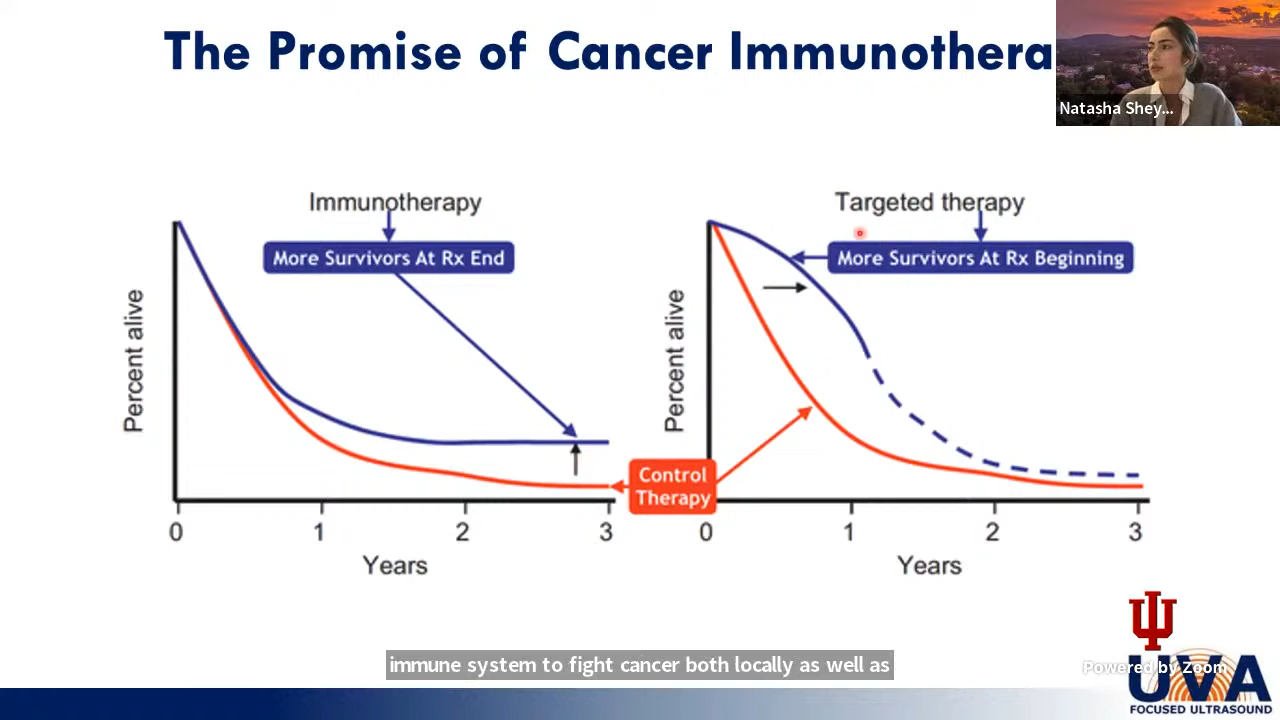 The Promise of Cancer Immunothera
Natasha Shey...
Immunotherapy
More Survivors At Rx End
Percent alive
0 1 2 3
Years
Targeted therapy
More Survivors At Rx Beginning
Percent alive
Control
Therapy
0 1 2 3
Years
immune system to fight cancer both locally as well as
Powered by Zoom
UVA
FOCUSED ULTRASOUND